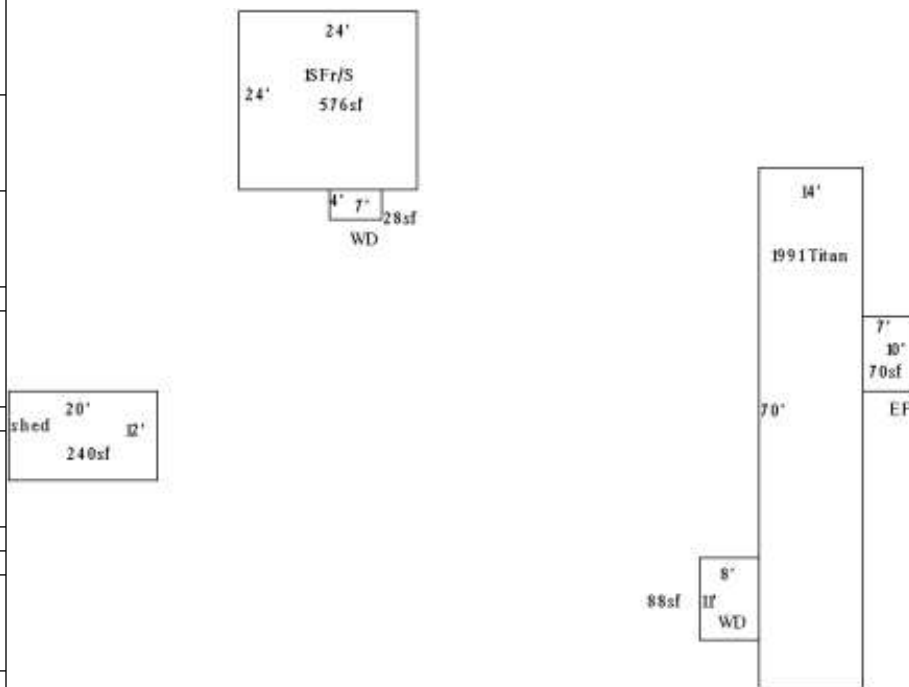 24'
1SFr/S
24'
576sf
4' 7'
28sf
WD
14'
1991 Titan
7'
10'
70sf
EF
70'
20'
shed
12'
240sf
8'
88sf
11'
WD